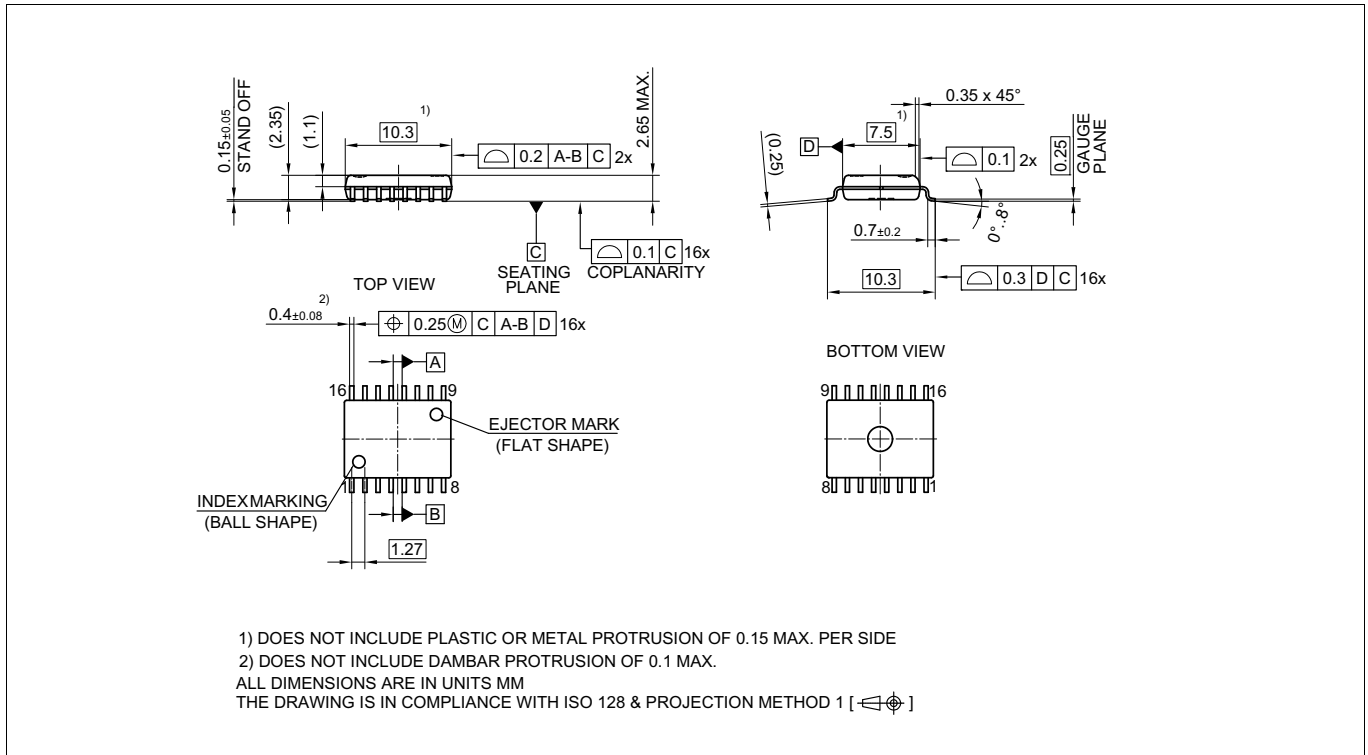 0.15±0.05
STAND OFF
(2.35)
(1.1)
10.3 1)
0.2 A-B C 2x
2.65 MAX.
C
SEATING
PLANE
0.1 C 16x
COPLANARITY
D
7.5 1)
0.35 x 45°
0.1 2x
(0.25)
0.25
GAUGE
PLANE
0°..8°
0.7±0.2
10.3
0.3 D C 16x
TOP VIEW
2)
0.4±0.08
0.25Ⓜ C A-B D 16x
A
16 9
EJECTOR MARK
(FLAT SHAPE)
1 8
INDEXMARKING
(BALL SHAPE)
B
1.27
BOTTOM VIEW
9 16
8 1
1) DOES NOT INCLUDE PLASTIC OR METAL PROTRUSION OF 0.15 MAX. PER SIDE
2) DOES NOT INCLUDE DAMBAR PROTRUSION OF 0.1 MAX.
ALL DIMENSIONS ARE IN UNITS MM
THE DRAWING IS IN COMPLIANCE WITH ISO 128 & PROJECTION METHOD 1 [ ]